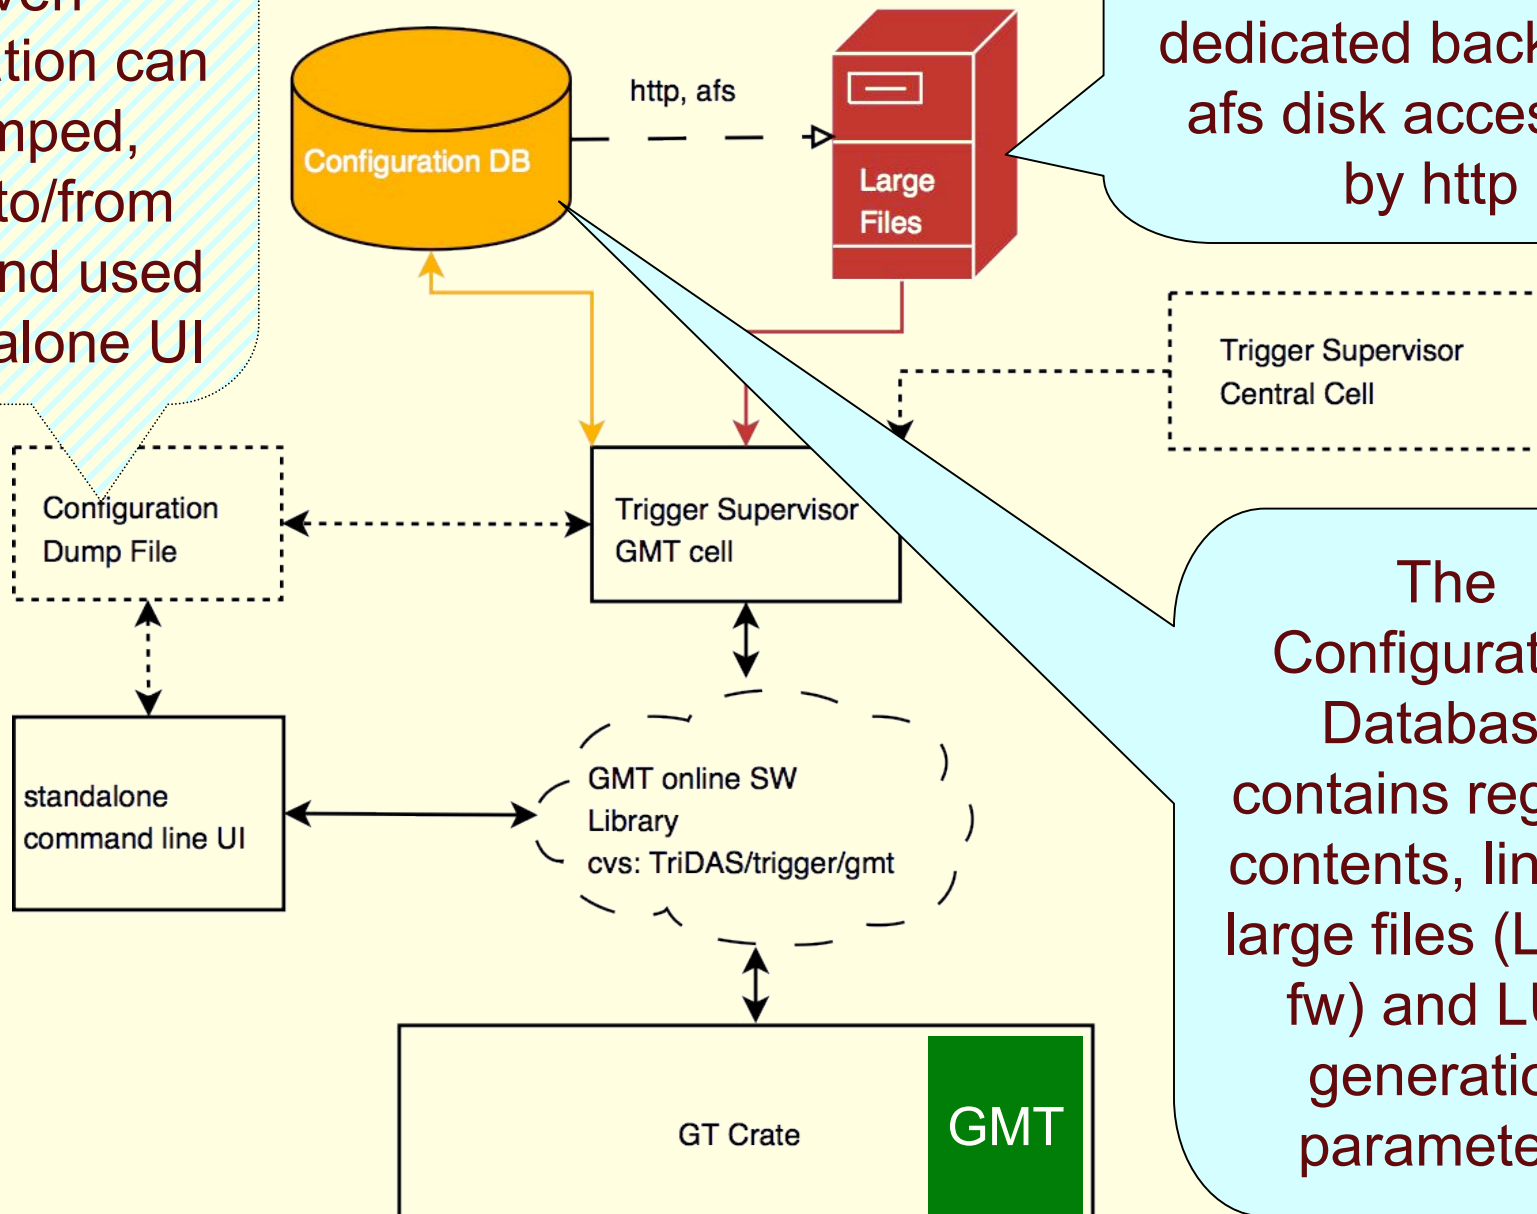 ation can
mped,
to/from
nd used
alone UI
http, afs
Configuration DB
Large
Files
dedicated back
afs disk acces
by http
Trigger Supervisor
Central Cell
Configuration
Dump File
Trigger Supervisor
GMT cell
The
Configurat
Databas
contains reg
contents, lin
large files (L
fw) and LU
generatio
paramete
standalone
command line UI
GMT online SW
Library
cvs: TriDAS/trigger/gmt
GT Crate
GMT